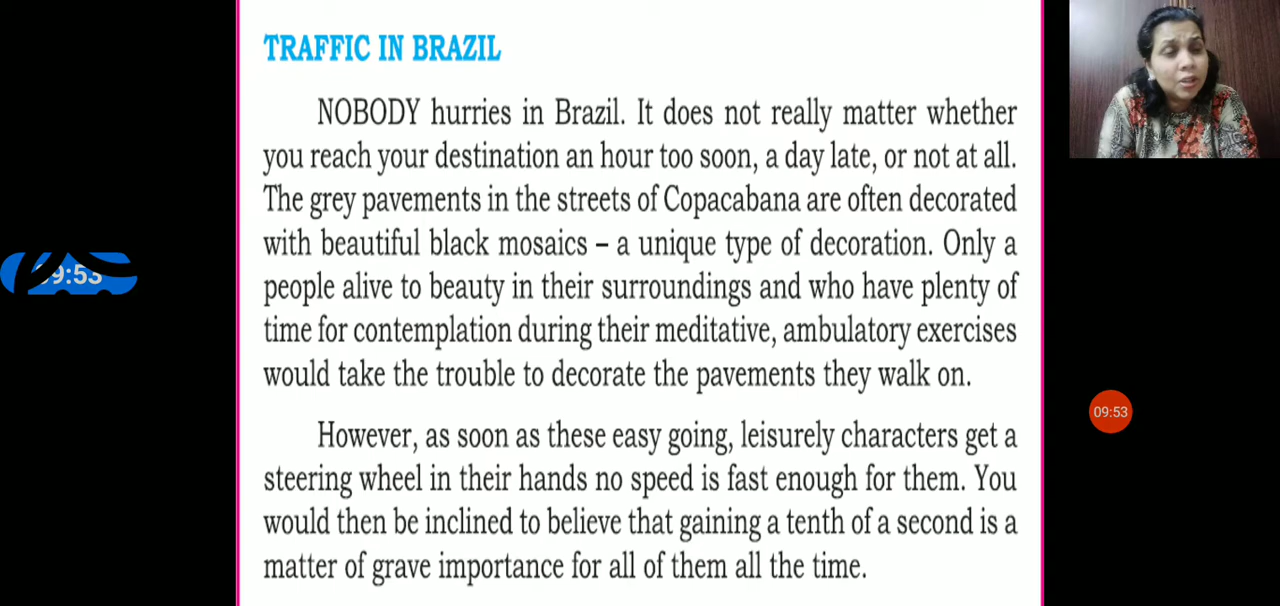 TRAFFIC IN BRAZIL
NOBODY hurries in Brazil. It does not really matter whether
you reach your destination an hour too soon, a day late, or not at all.
The grey pavements in the streets of Copacabana are often decorated
with beautiful black mosaics – a unique type of decoration. Only a
people alive to beauty in their surroundings and who have plenty of
time for contemplation during their meditative, ambulatory exercises
would take the trouble to decorate the pavements they walk on.
However, as soon as these easy going, leisurely characters get a
steering wheel in their hands no speed is fast enough for them. You
would then be inclined to believe that gaining a tenth of a second is a
matter of grave importance for all of them all the time.
09:53
09:53